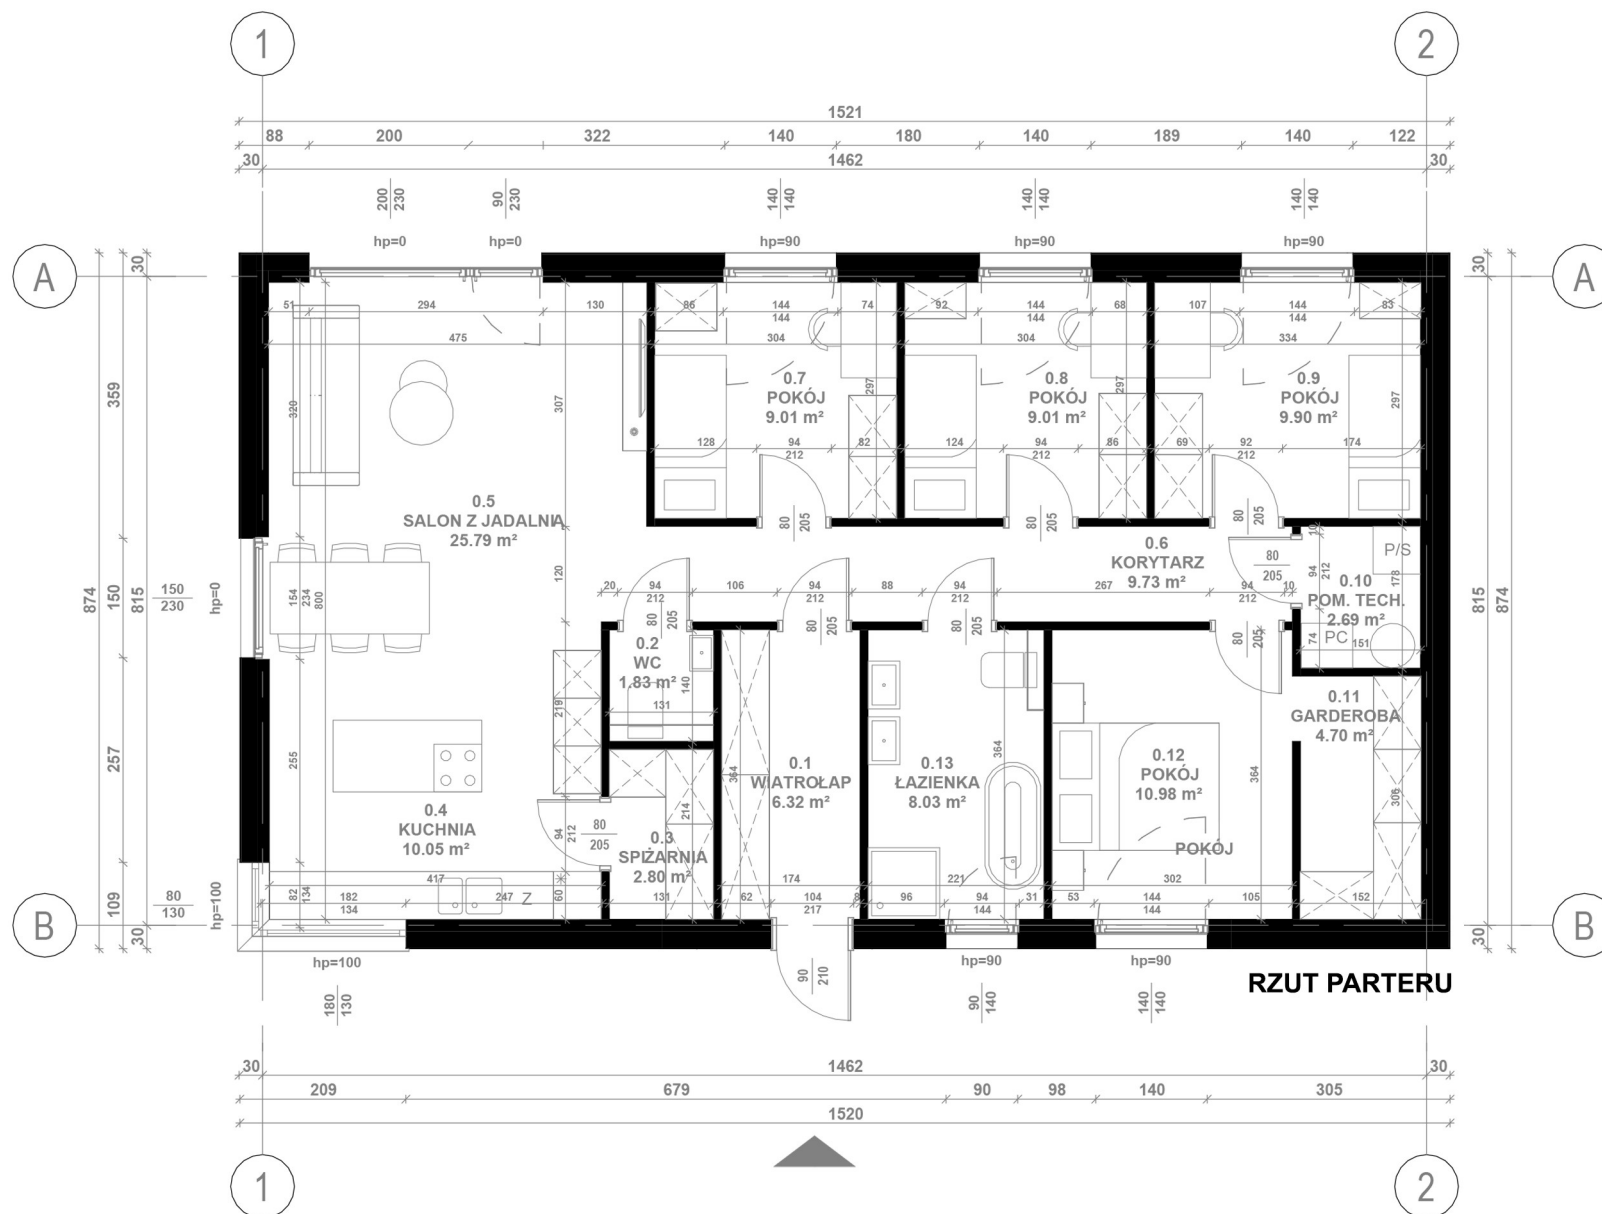 1
2
1521
88 200 322 140 180 140 189 140 122
30 1462 30
200
230
90
230
140
140
140
140
140
140
hp=0
hp=0
hp=90
hp=90
hp=90
A
A
30
30
51 294 130 86 144 74 92 144 68 107 144 83
144 144 144
475 304 304 334
0.7
POKÓJ
9.01 m²
0.8
POKÓJ
9.01 m²
0.9
POKÓJ
9.90 m²
359
320
307
297
297
297
128 94 82 124 94 86 69 92 174
212 212 212
0.5
SALON Z JADALNIĄ
25.79 m²
80
205
80
205
80
205
0.6
KORYTARZ
9.73 m²
80
205
10
94
212
P/S
178
0.10
POM. TECH.
2.69 m²
74
PC
151
874
150
815
150
230
hp=0
154
234
800
120
20 94 106 94 88 94 267 94 10
212 212 212 212
80
205
80
205
80
205
80
205
815
874
0.2
WC
1.83 m²
140
131
219
0.11
GARDEROBA
4.70 m²
257
255
364
364
364
306
0.1
WIATROŁAP
6.32 m²
0.13
ŁAZIENKA
8.03 m²
0.12
POKÓJ
10.98 m²
POKÓJ
0.4
KUCHNIA
10.05 m²
94
212
80
205
214
0.3
SPIŻARNIA
2.80 m²
109
80
130
hp=100
82
134
417
182 247
134
Z
60
131
174
62 104 8
217
221
96 94 31
144
302
53 144 105
144
152
B
B
30
30
hp=100
180
130
90
210
hp=90
90
140
hp=90
140
140
RZUT PARTERU
30 1462 30
209 679 90 98 140 305
1520
1
2